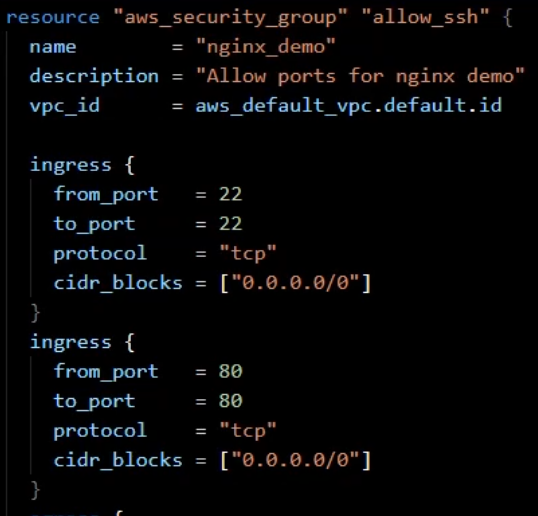 resource "aws_security_group" "allow_ssh" {
  name        = "nginx_demo"
  description = "Allow ports for nginx demo"
  vpc_id      = aws_default_vpc.default.id

  ingress {
    from_port   = 22
    to_port     = 22
    protocol    = "tcp"
    cidr_blocks = ["0.0.0.0/0"]
  }
  ingress {
    from_port   = 80
    to_port     = 80
    protocol    = "tcp"
    cidr_blocks = ["0.0.0.0/0"]
  }